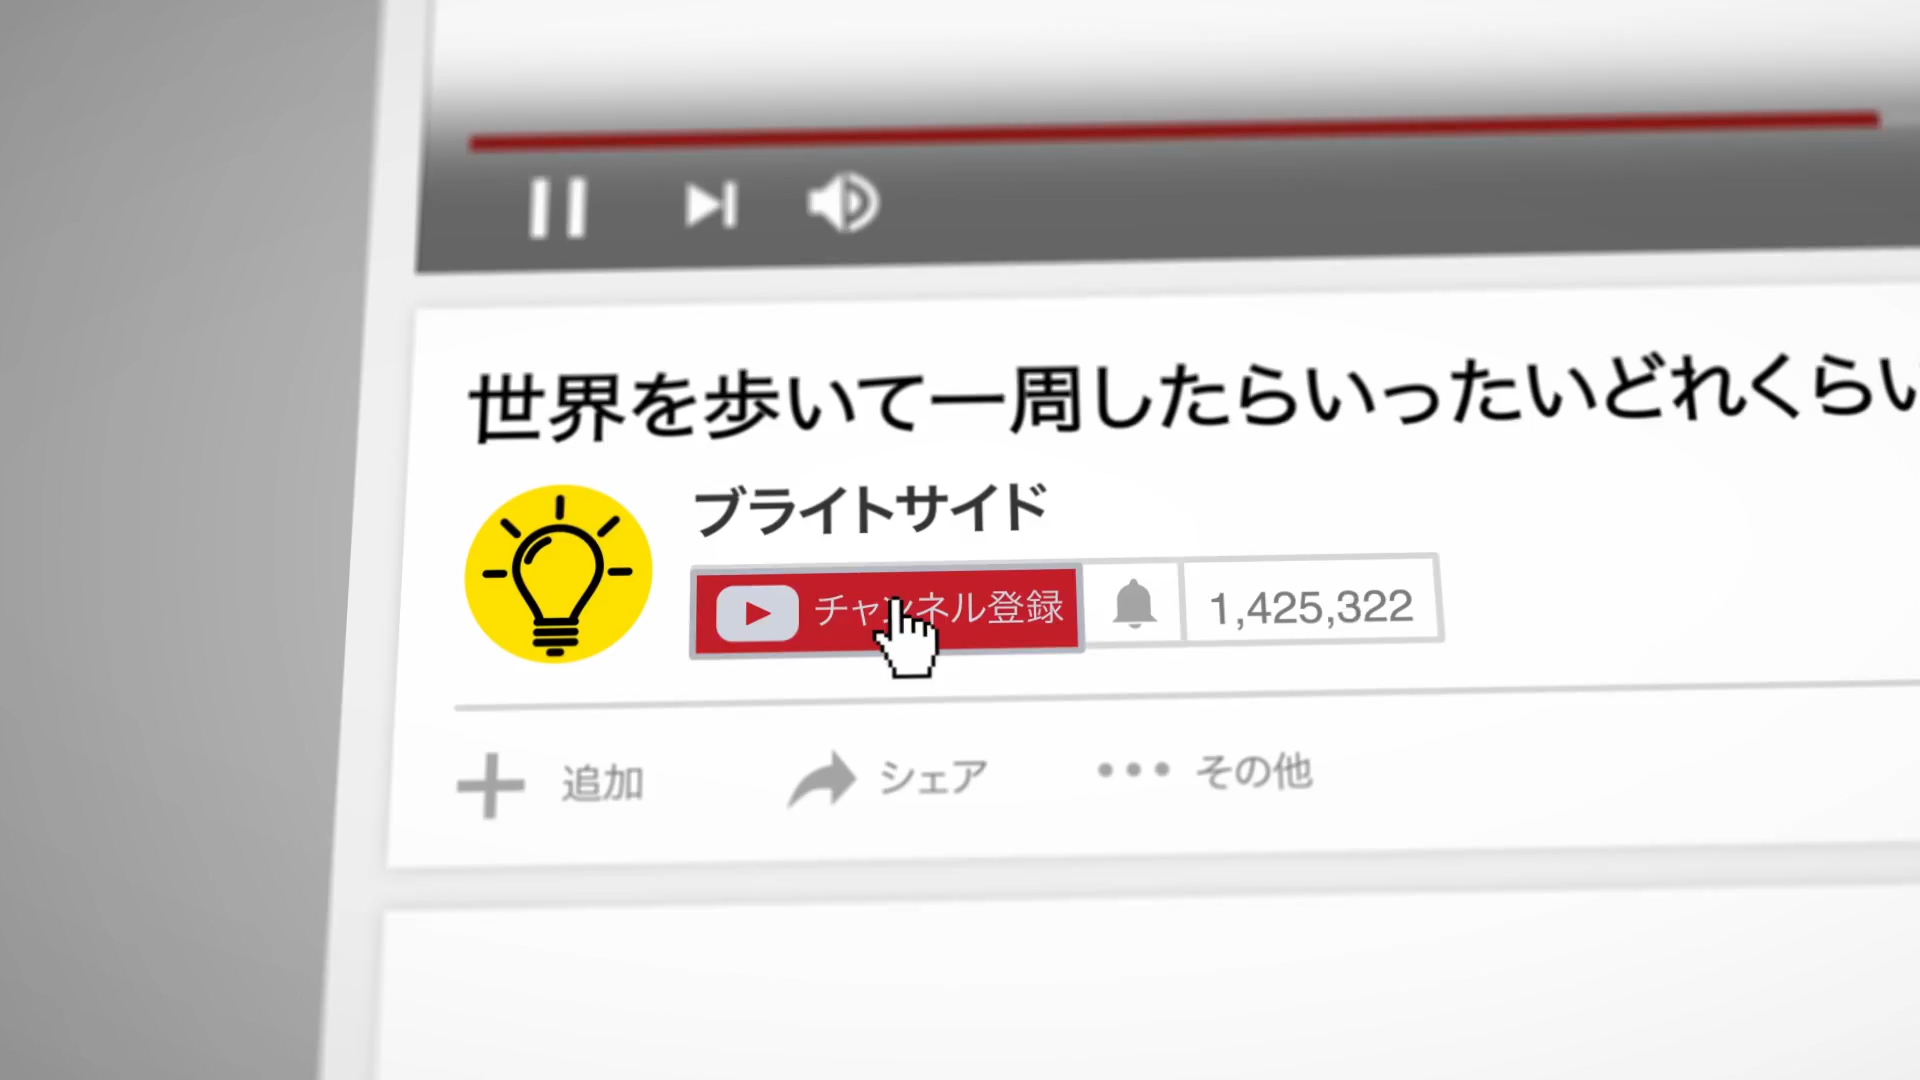 世界を歩いて一周したらいったいどれくらい
ブライトサイド
チャンネル登録
1,425,322
追加
シェア
その他